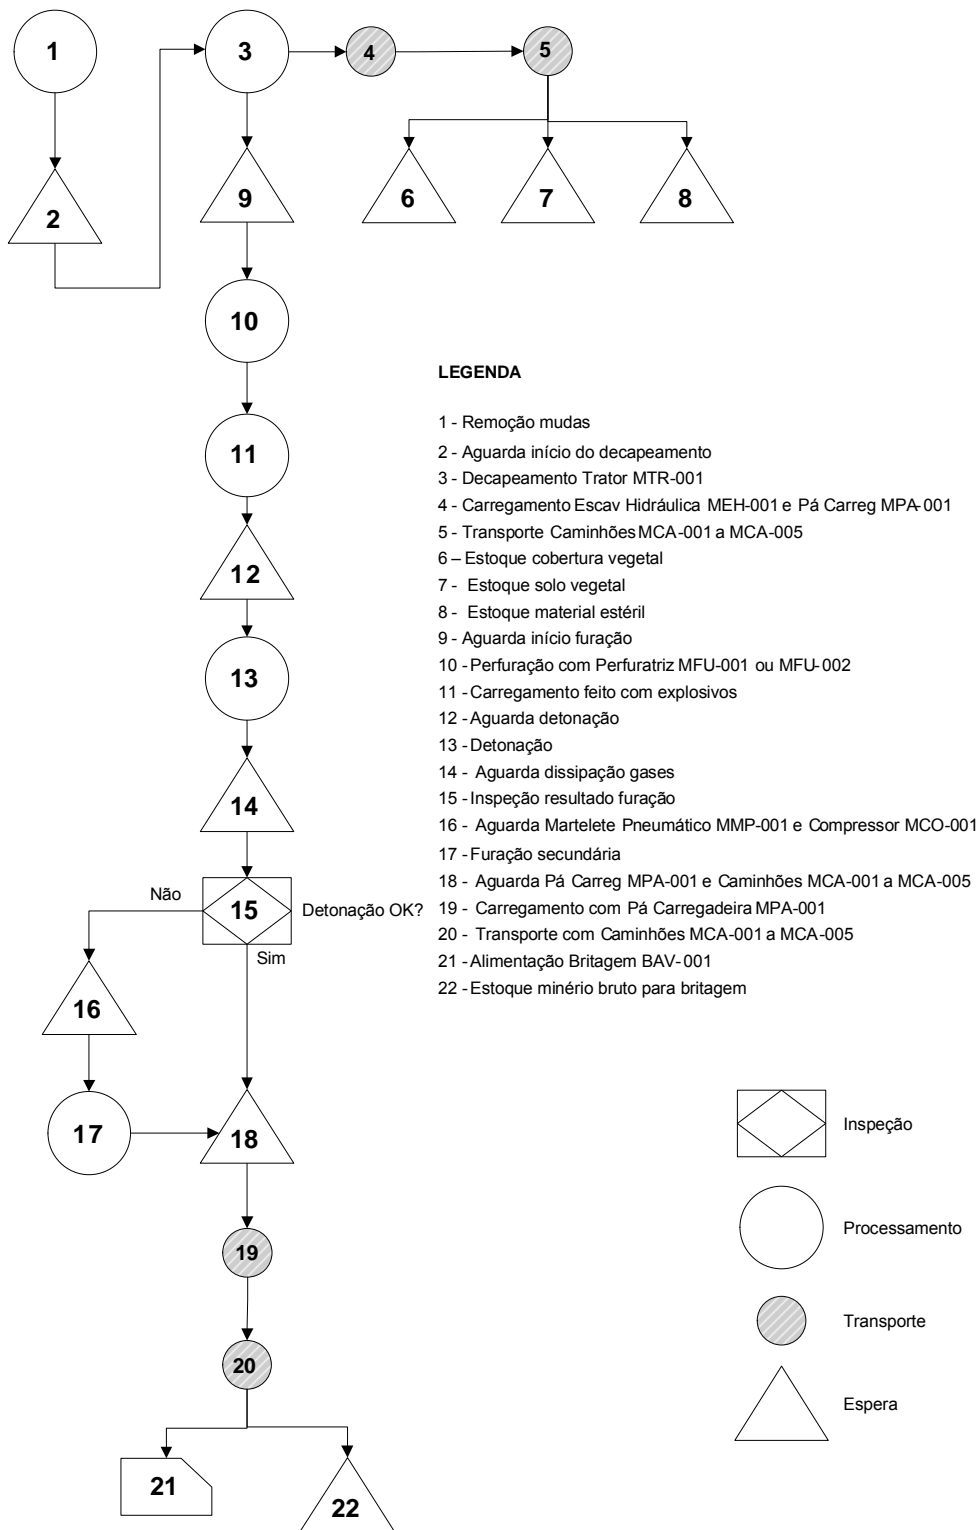 1
3
4
5
2
9
6
7
8
10
LEGENDA
11
1 - Remoção mudas
2 - Aguarda início do decapeamento
3 - Decapeamento Trator MTR-001
4 - Carregamento Escav Hidráulica MEH-001 e Pá Carreg MPA-001
5 - Transporte Caminhões MCA-001 a MCA-005
6 – Estoque cobertura vegetal
7 - Estoque solo vegetal
8 - Estoque material estéril
9 - Aguarda início furação
10 - Perfuração com Perfuratriz MFU-001 ou MFU-002
11 - Carregamento feito com explosivos
12 - Aguarda detonação
13 - Detonação
14 - Aguarda dissipação gases
15 - Inspeção resultado furação
16 - Aguarda Martelete Pneumático MMP-001 e Compressor MCO-001
17 - Furação secundária
18 - Aguarda Pá Carreg MPA-001 e Caminhões MCA-001 a MCA-005
19 - Carregamento com Pá Carregadeira MPA-001
20 - Transporte com Caminhões MCA-001 a MCA-005
21 - Alimentação Britagem BAV-001
22 - Estoque minério bruto para britagem
12
13
14
Não
15
Detonação OK?
Sim
16
17
18
Inspeção
Processamento
19
Transporte
20
Espera
21
22